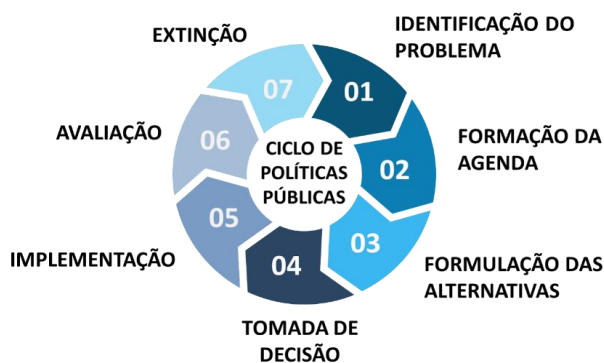 CICLO DE
POLÍTICAS
PÚBLICAS
01
IDENTIFICAÇÃO DO
PROBLEMA
02
FORMAÇÃO DA
AGENDA
03
FORMULAÇÃO DAS
ALTERNATIVAS
04
TOMADA DE
DECISÃO
05
IMPLEMENTAÇÃO
06
AVALIAÇÃO
07
EXTINÇÃO